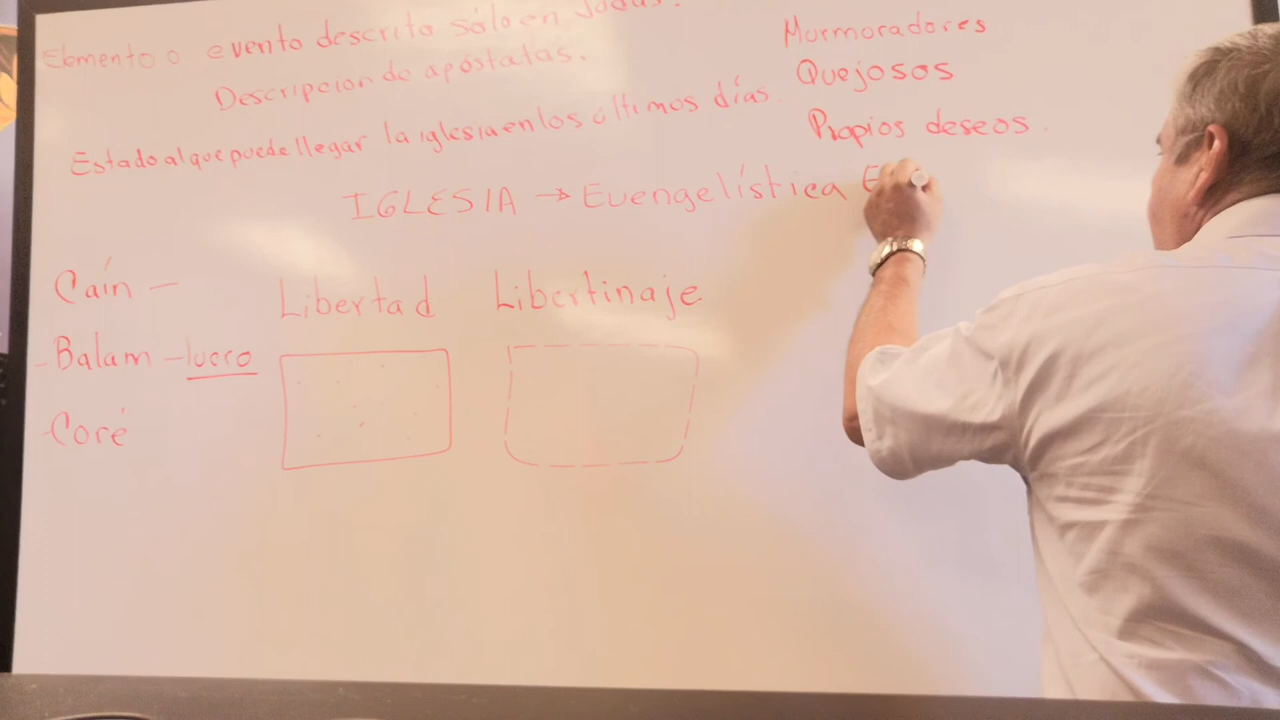 Elemento o evento descrito sólo en Judas.
Descripcion de apóstatas.
Estado al que puede llegar la iglesia en los últimos días.
Murmoradores
Quejosos
Propios deseos.
IGLESIA → Euengelística E
Caín -
- Balam - lucro
- Coré
Libertad
Libertinaje